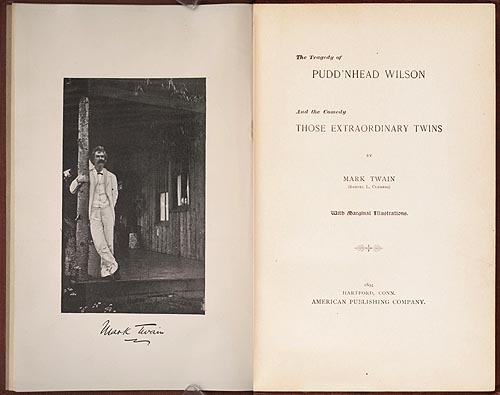 Mark Twain
The Tragedy of
PUDD'NHEAD WILSON
And the Comedy
THOSE EXTRAORDINARY TWINS
BY
MARK TWAIN
(SAMUEL L. CLEMENS)
With Marginal Illustrations.
1894
HARTFORD, CONN.
AMERICAN PUBLISHING COMPANY.